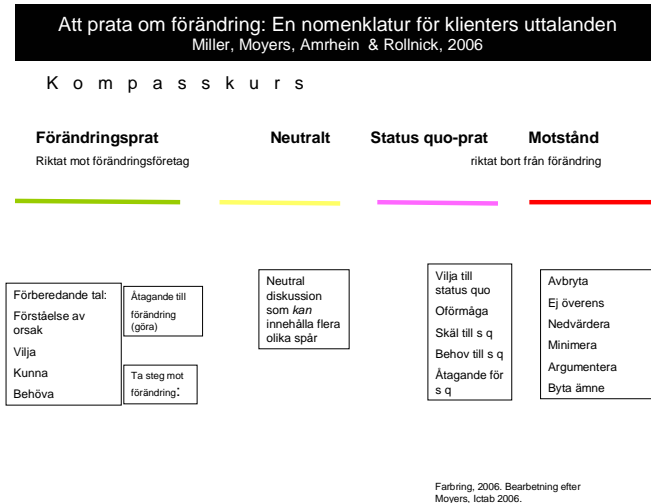 Att prata om förändring: En nomenklatur för klienters uttalanden
Miller, Moyers, Amrhein & Rollnick, 2006
Kompasskurs
Förändringsprat
Neutralt
Status quo-prat
Motstånd
Riktat mot förändringsföretag
riktat bort från förändring
Förberedande tal:
Förståelse av
orsak
Vilja
Kunna
Behöva
Åtagande till
förändring
(göra)
Ta steg mot
förändring:
Neutral
diskussion
som kan
innehålla flera
olika spår
Vilja till
status quo
Oförmåga
Skäl till s q
Behov till s q
Åtagande för
s q
Avbryta
Ej överens
Nedvärdera
Minimera
Argumentera
Byta ämne
Farbring, 2006. Bearbetning efter
Moyers, Ictab 2006.